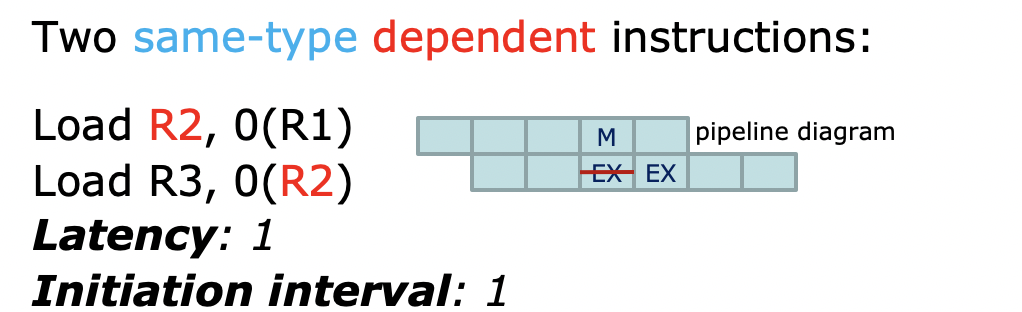 Two same-type dependent instructions:
Load R2, 0(R1)
M
pipeline diagram
Load R3, 0(R2)
EX EX
Latency: 1
Initiation interval: 1